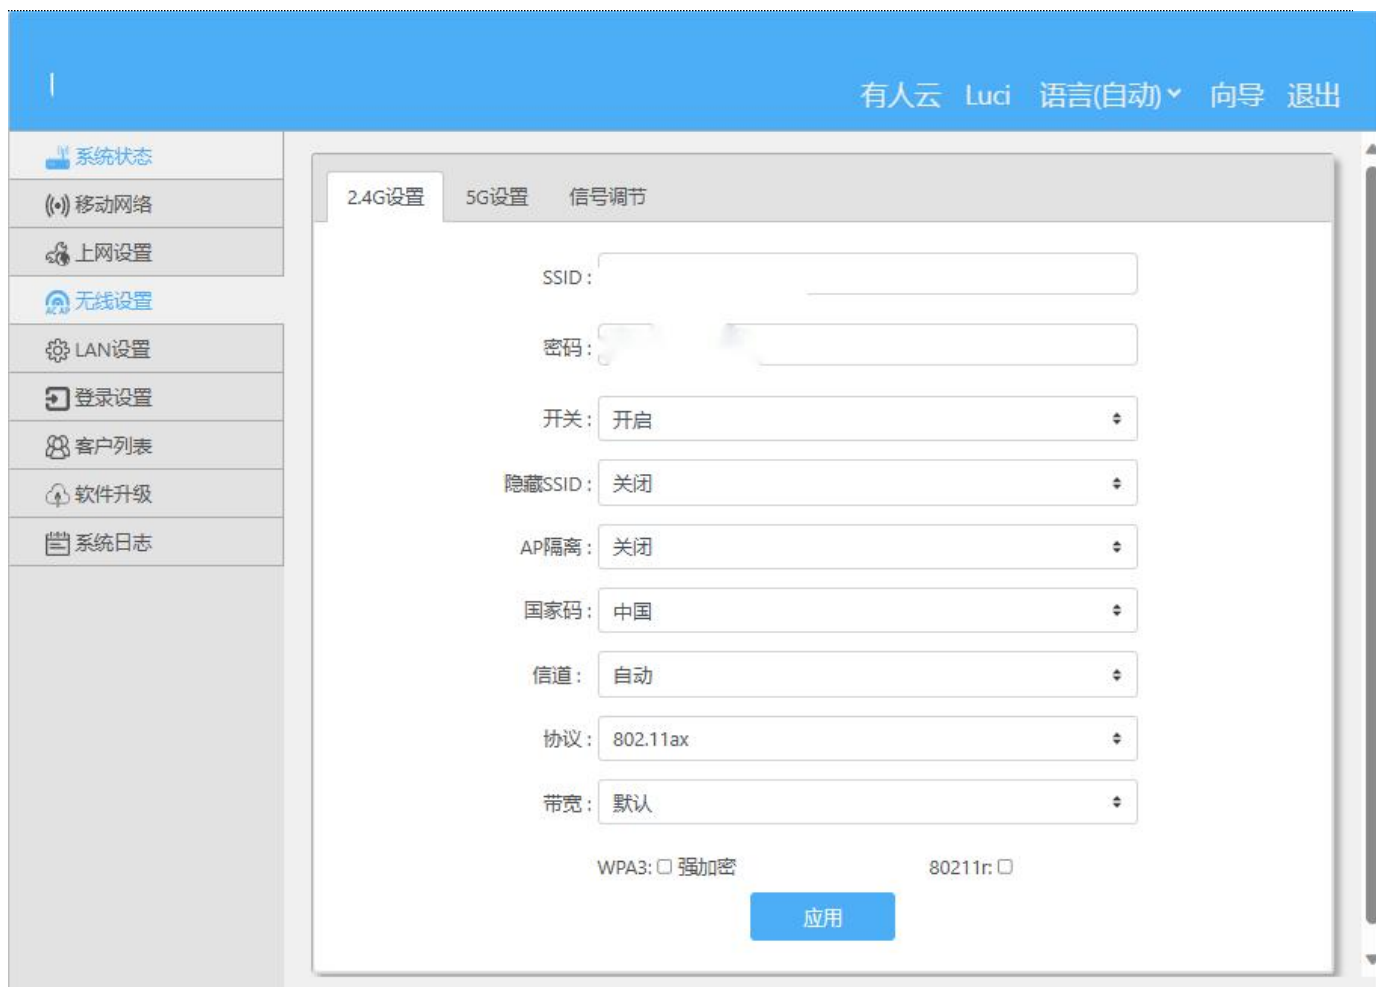 有人云 Luci 语言(自动) 向导 退出
系统状态
移动网络
上网设置
无线设置
LAN设置
登录设置
客户列表
软件升级
系统日志
2.4G设置 5G设置 信号调节
SSID :
密码 :
开关 : 开启
隐藏SSID : 关闭
AP隔离 : 关闭
国家码 : 中国
信道 : 自动
协议 : 802.11ax
带宽 : 默认
WPA3: 强加密 80211r:
应用